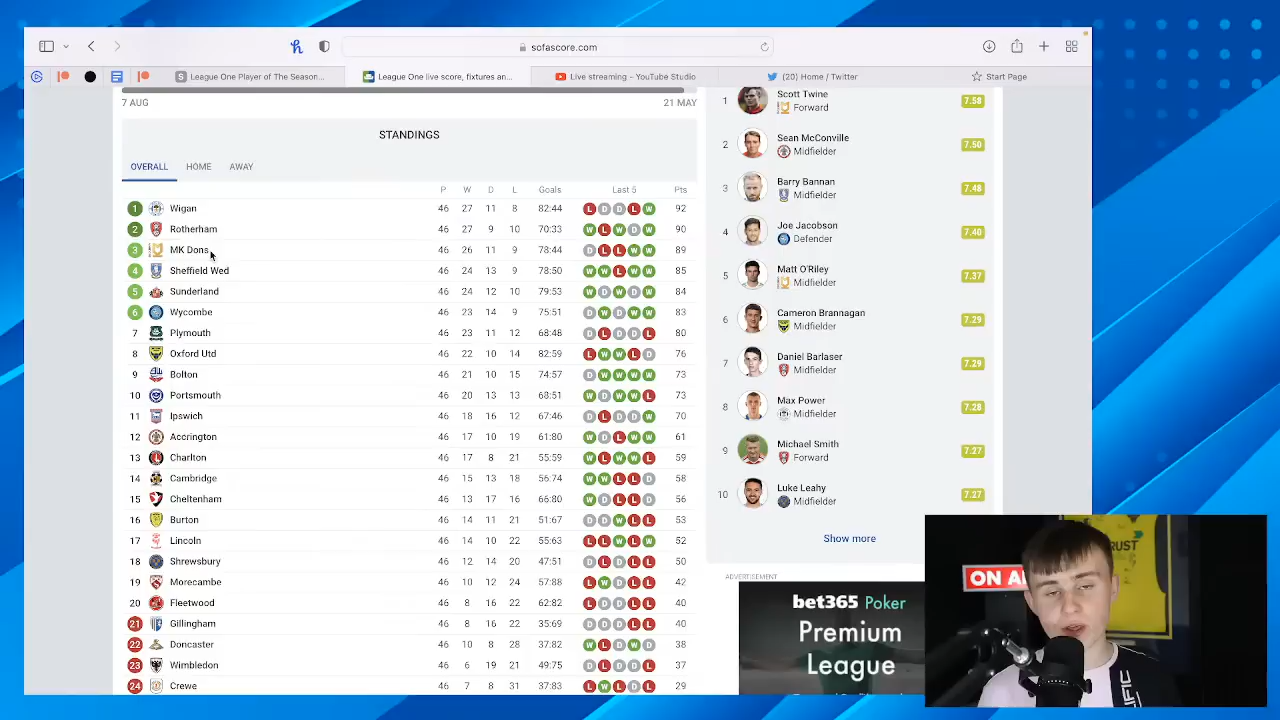 sofascore.com
League One Player of The Season...
League One live score, fixtures an...
Live streaming - YouTube Studio
(20) Home / Twitter
Start Page
7 AUG
21 MAY
STANDINGS
OVERALL HOME AWAY
P W D L Goals Last 5 Pts
1 Wigan 46 27 11 8 82:44 L D D L W 92
2 Rotherham 46 27 9 10 70:33 W L W D W 90
3 MK Dons 46 26 11 9 78:44 D L L W W 89
4 Sheffield Wed 46 24 13 9 78:50 W W L W W 85
5 Sunderland 46 24 12 10 79:53 W D W D W 84
6 Wycombe 46 23 14 9 75:51 D W D W W 83
7 Plymouth 46 23 11 12 68:48 D L D D L 80
8 Oxford Utd 46 22 10 14 82:59 L W W L D 76
9 Bolton 46 21 10 15 74:57 D W W W W 73
10 Portsmouth 46 20 13 13 68:51 W D W W L 73
11 Ipswich 46 18 16 12 67:46 D L D D W 70
12 Accrington 46 17 10 19 61:80 W D L W W 61
13 Charlton 46 17 8 21 55:59 W L W W L 59
14 Cambridge 46 15 13 18 56:74 W W L L D 58
15 Cheltenham 46 13 17 16 66:80 W D L L D 56
16 Burton 46 14 11 21 51:67 D D W L L 53
17 Lincoln 46 14 10 22 55:63 L L W L W 52
18 Shrewsbury 46 12 14 20 47:51 D L D L L 50
19 Morecambe 46 10 12 24 57:88 L W D L L 42
20 Fleetwood 46 8 16 22 62:82 L D D L L 40
21 Gillingham 46 8 16 22 35:69 D D D L L 40
22 Doncaster 46 10 8 28 37:82 W L D W D 38
23 Wimbledon 46 6 19 21 49:75 D L D D L 37
24 Crewe 46 7 8 31 37:83 L W L D L 29
1 Scott Twine 7.58
Forward
2 Sean McConville 7.50
Midfielder
3 Barry Bannan 7.48
Midfielder
4 Joe Jacobson 7.40
Defender
5 Matt O'Riley 7.37
Midfielder
6 Cameron Brannagan 7.29
Midfielder
7 Daniel Barlaser 7.29
Midfielder
8 Max Power 7.28
Midfielder
9 Michael Smith 7.27
Forward
10 Luke Leahy 7.27
Midfielder
Show more
ADVERTISEMENT
bet365 Poker
Premium
League
ON A